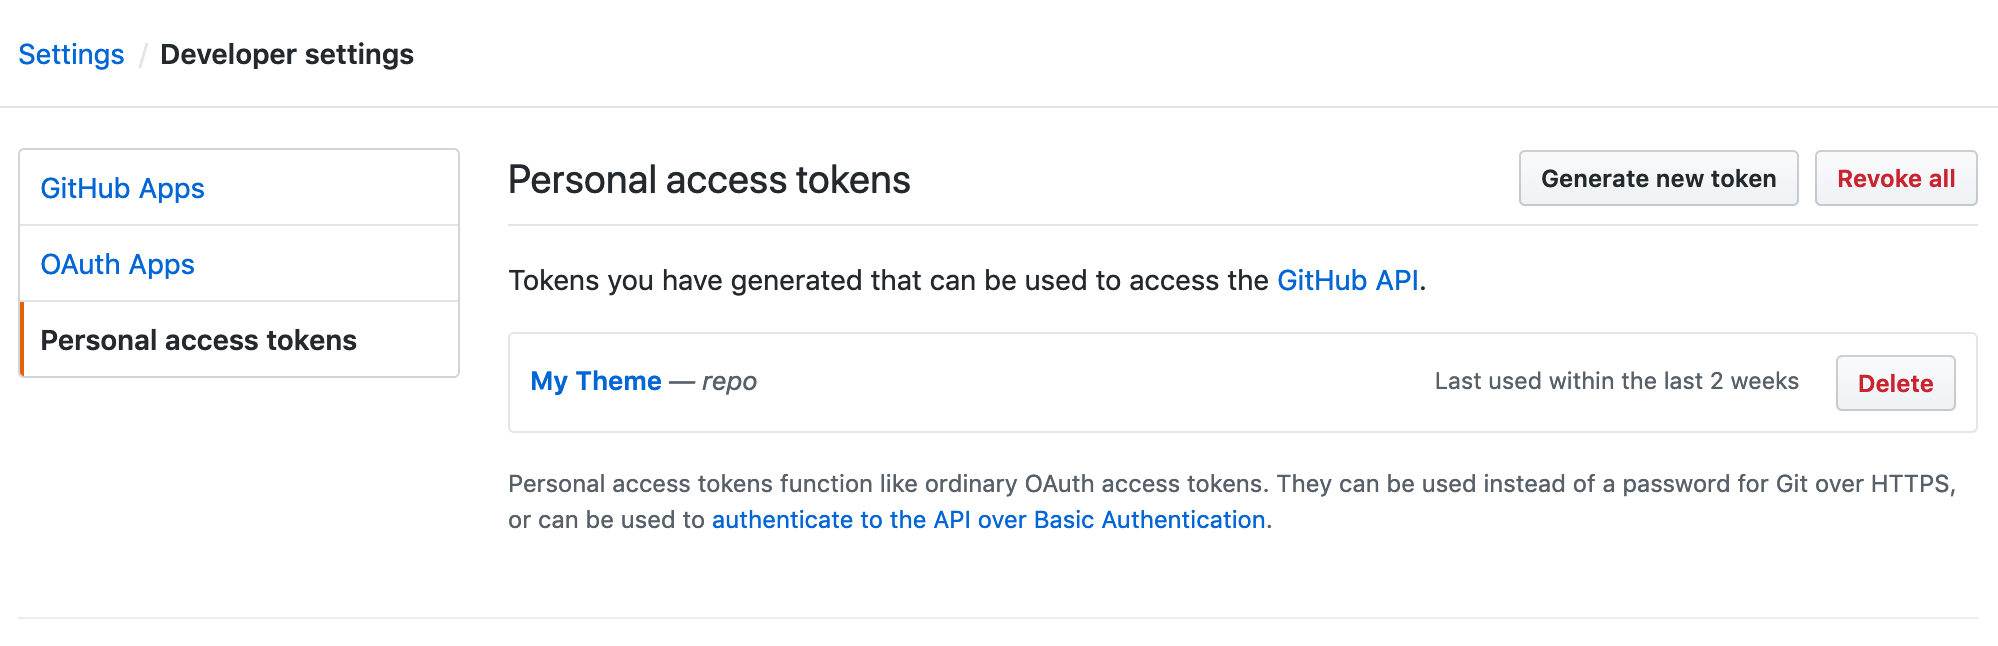 Settings / Developer settings
GitHub Apps
OAuth Apps
Personal access tokens
Personal access tokens
Generate new token
Revoke all
Tokens you have generated that can be used to access the GitHub API.
My Theme — repo
Last used within the last 2 weeks
Delete
Personal access tokens function like ordinary OAuth access tokens. They can be used instead of a password for Git over HTTPS,
or can be used to authenticate to the API over Basic Authentication.